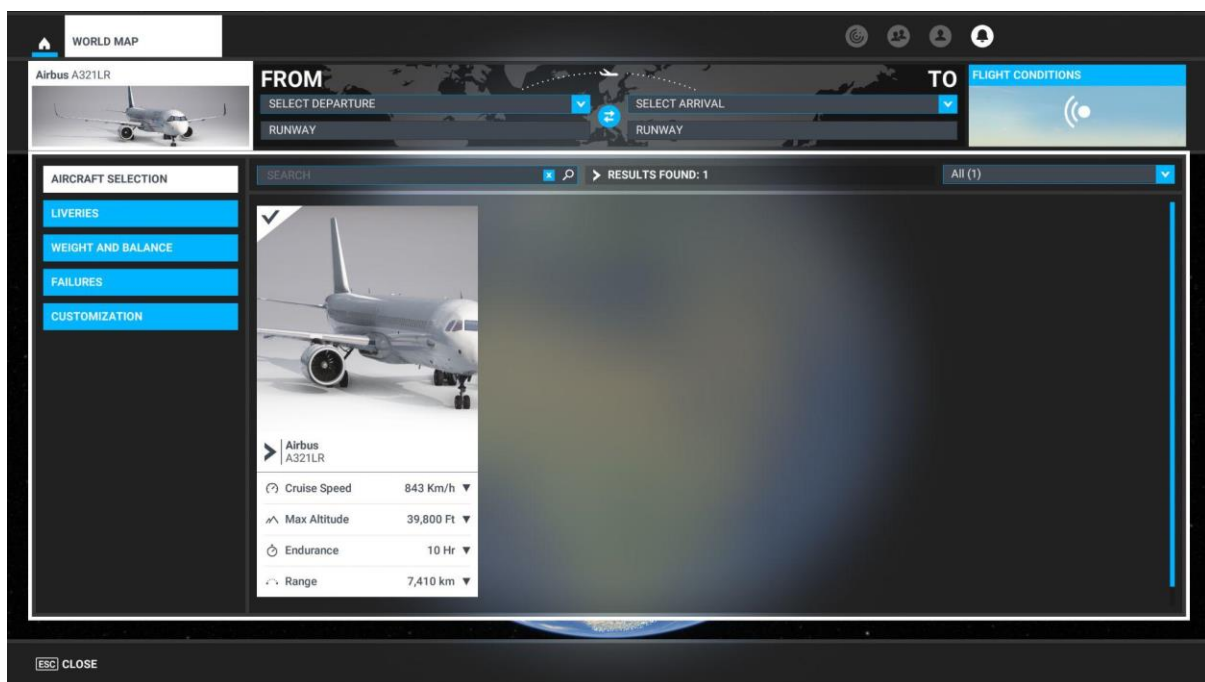 WORLD MAP
Airbus A321LR
FROM
SELECT DEPARTURE
RUNWAY
TO
SELECT ARRIVAL
RUNWAY
FLIGHT CONDITIONS
AIRCRAFT SELECTION
LIVERIES
WEIGHT AND BALANCE
FAILURES
CUSTOMIZATION
SEARCH
RESULTS FOUND: 1
All (1)
Airbus
A321LR
Cruise Speed 843 Km/h
Max Altitude 39,800 Ft
Endurance 10 Hr
Range 7,410 km
ESC CLOSE